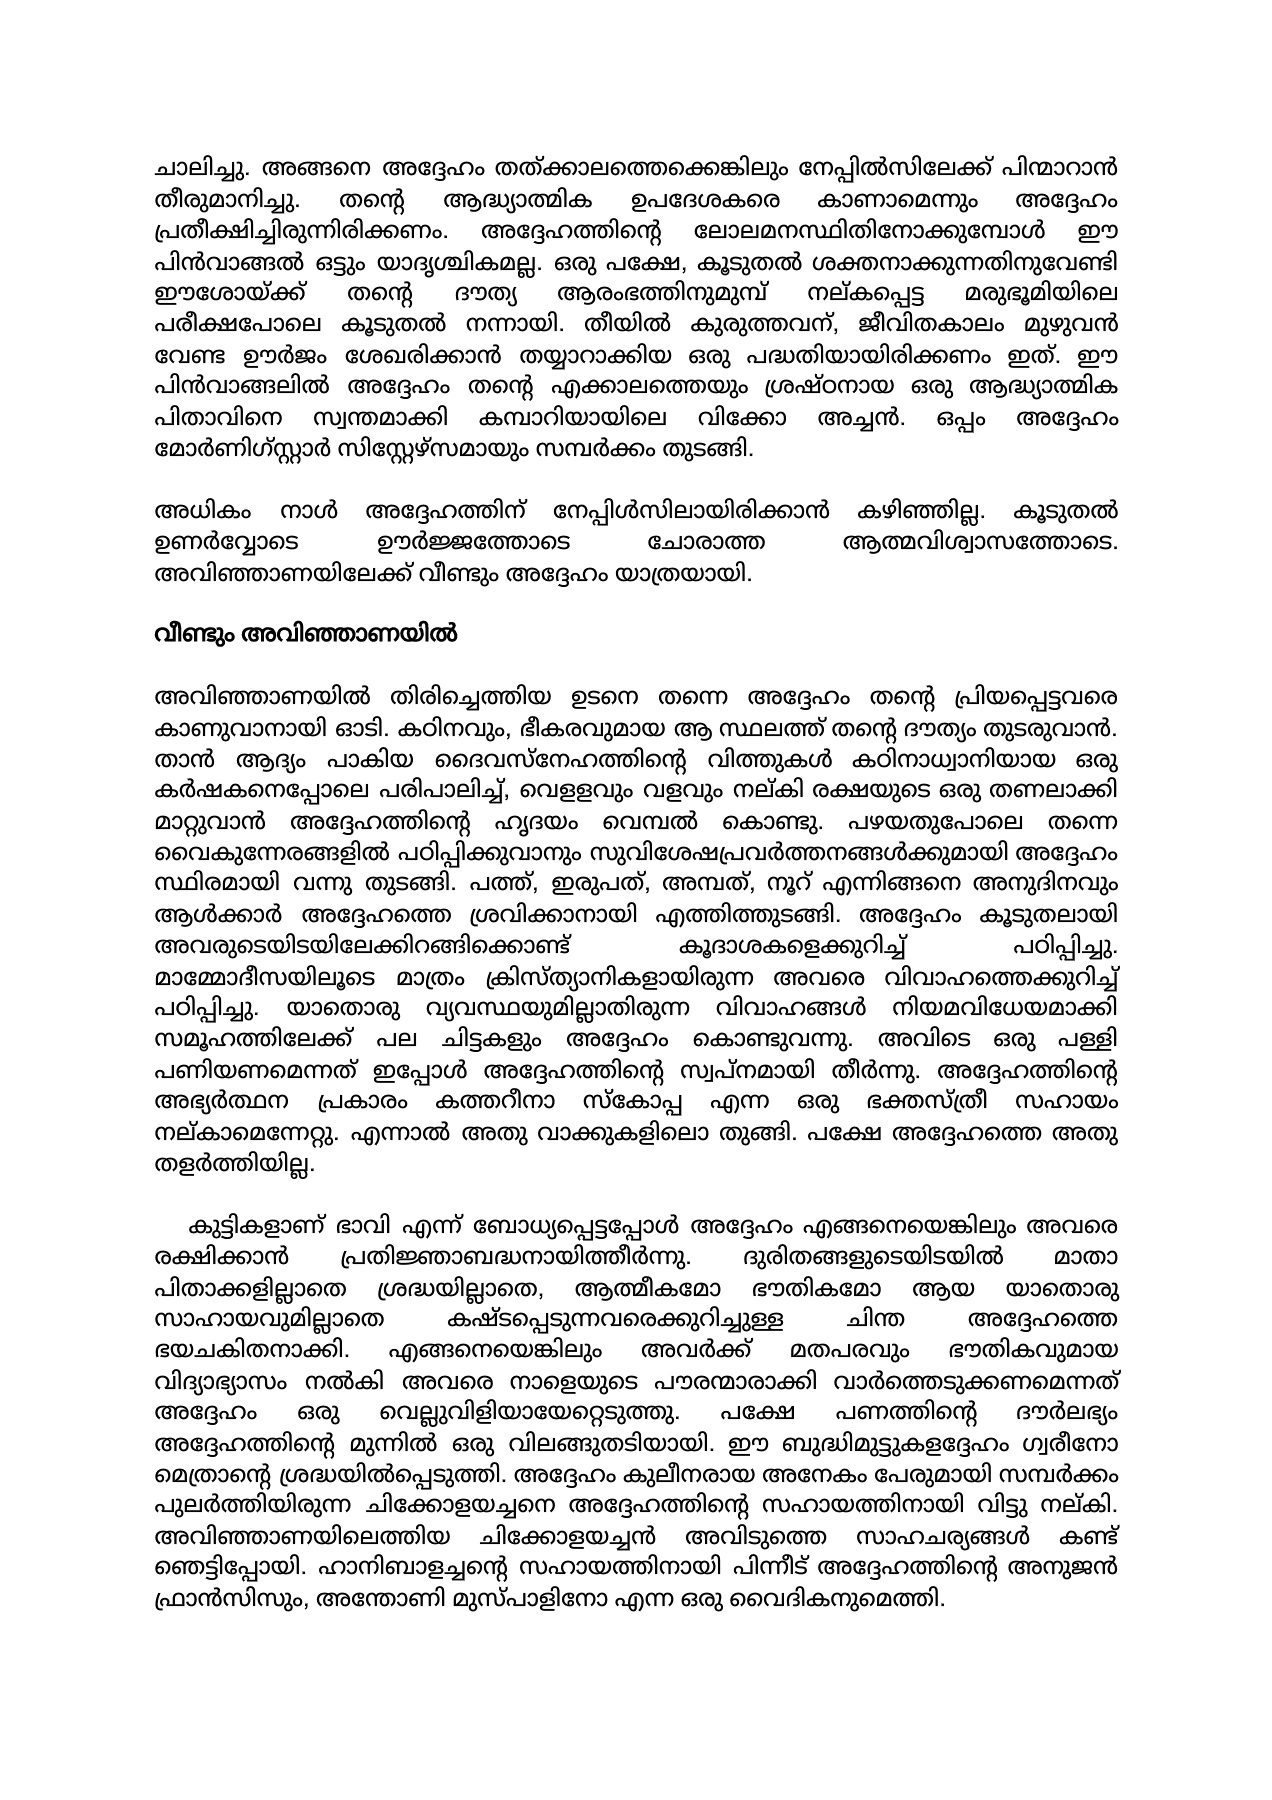 ചാലിച്ചു. അങ്ങനെ അദ്ദേഹം തത്ക്കാലത്തെക്കെങ്കിലും നേപ്പിൽസിലേക്ക് പിന്മാറാൻ
തീരുമാനിച്ചു. തന്റെ ആദ്ധ്യാത്മിക ഉപദേശകരെ കാണാമെന്നും അദ്ദേഹം
പ്രതീക്ഷിച്ചിരുന്നിരിക്കണം. അദ്ദേഹത്തിന്റെ ലോലമനസ്ഥിതിനോക്കുമ്പോൾ ഈ
പിൻവാങ്ങൽ ഒട്ടും യാദൃശ്ചികമല്ല. ഒരു പക്ഷേ, കൂടുതൽ ശക്തനാക്കുന്നതിനുവേണ്ടി
ഈശോയ്ക്ക് തന്റെ ദൗത്യ ആരംഭത്തിനുമുമ്പ് നല്കപ്പെട്ട മരുഭൂമിയിലെ
പരീക്ഷപോലെ കൂടുതൽ നന്നായി. തീയിൽ കുരുത്തവന്, ജീവിതകാലം മുഴുവൻ
വേണ്ട ഊർജം ശേഖരിക്കാൻ തയ്യാറാക്കിയ ഒരു പദ്ധതിയായിരിക്കണം ഇത്. ഈ
പിൻവാങ്ങലിൽ അദ്ദേഹം തന്റെ എക്കാലത്തെയും ശ്രഷ്ഠനായ ഒരു ആദ്ധ്യാത്മിക
പിതാവിനെ സ്വന്തമാക്കി കമ്പാറിയായിലെ വിക്കോ അച്ചൻ. ഒപ്പം അദ്ദേഹം
മോർണിഗ്സ്റ്റാർ സിസ്റ്റേഴ്സമായും സമ്പർക്കം തുടങ്ങി.

അധികം നാൾ അദ്ദേഹത്തിന് നേപ്പിൾസിലായിരിക്കാൻ കഴിഞ്ഞില്ല. കൂടുതൽ
ഉണർവ്വോടെ ഊർജ്ജത്തോടെ ചോരാത്ത ആത്മവിശ്വാസത്തോടെ.
അവിഞ്ഞാണയിലേക്ക് വീണ്ടും അദ്ദേഹം യാത്രയായി.

വീണ്ടും അവിഞ്ഞാണയിൽ

അവിഞ്ഞാണയിൽ തിരിച്ചെത്തിയ ഉടനെ തന്നെ അദ്ദേഹം തന്റെ പ്രിയപ്പെട്ടവരെ
കാണുവാനായി ഓടി. കഠിനവും, ഭീകരവുമായ ആ സ്ഥലത്ത് തന്റെ ദൗത്യം തുടരുവാൻ.
താൻ ആദ്യം പാകിയ ദൈവസ്നേഹത്തിന്റെ വിത്തുകൾ കഠിനാധ്വാനിയായ ഒരു
കർഷകനെപ്പോലെ പരിപാലിച്ച്, വെളളവും വളവും നല്കി രക്ഷയുടെ ഒരു തണലാക്കി
മാറ്റുവാൻ അദ്ദേഹത്തിന്റെ ഹൃദയം വെമ്പൽ കൊണ്ടു. പഴയതുപോലെ തന്നെ
വൈകുന്നേരങ്ങളിൽ പഠിപ്പിക്കുവാനും സുവിശേഷപ്രവർത്തനങ്ങൾക്കുമായി അദ്ദേഹം
സ്ഥിരമായി വന്നു തുടങ്ങി. പത്ത്, ഇരുപത്, അമ്പത്, നൂറ് എന്നിങ്ങനെ അനുദിനവും
ആൾക്കാർ അദ്ദേഹത്തെ ശ്രവിക്കാനായി എത്തിത്തുടങ്ങി. അദ്ദേഹം കൂടുതലായി
അവരുടെയിടയിലേക്കിറങ്ങിക്കൊണ്ട് കൂദാശകളെക്കുറിച്ച് പഠിപ്പിച്ചു.
മാമ്മോദീസയിലൂടെ മാത്രം ക്രിസ്ത്യാനികളായിരുന്ന അവരെ വിവാഹത്തെക്കുറിച്ച്
പഠിപ്പിച്ചു. യാതൊരു വ്യവസ്ഥയുമില്ലാതിരുന്ന വിവാഹങ്ങൾ നിയമവിധേയമാക്കി
സമൂഹത്തിലേക്ക് പല ചിട്ടകളും അദ്ദേഹം കൊണ്ടുവന്നു. അവിടെ ഒരു പള്ളി
പണിയണമെന്നത് ഇപ്പോൾ അദ്ദേഹത്തിന്റെ സ്വപ്നമായി തീർന്നു. അദ്ദേഹത്തിന്റെ
അഭ്യർത്ഥന പ്രകാരം കത്തറീനാ സ്കോപ്പ എന്ന ഒരു ഭക്തസ്ത്രീ സഹായം
നല്കാമെന്നേറ്റു. എന്നാൽ അതു വാക്കുകളിലൊ തുങ്ങി. പക്ഷേ അദ്ദേഹത്തെ അതു
തളർത്തിയില്ല.

കുട്ടികളാണ് ഭാവി എന്ന് ബോധ്യപ്പെട്ടപ്പോൾ അദ്ദേഹം എങ്ങനെയെങ്കിലും അവരെ
രക്ഷിക്കാൻ പ്രതിജ്ഞാബദ്ധനായിത്തീർന്നു. ദുരിതങ്ങളുടെയിടയിൽ മാതാ
പിതാക്കളില്ലാതെ ശ്രദ്ധയില്ലാതെ, ആത്മീകമോ ഭൗതികമോ ആയ യാതൊരു
സാഹായവുമില്ലാതെ കഷ്ടപ്പെടുന്നവരെക്കുറിച്ചുള്ള ചിന്ത അദ്ദേഹത്തെ
ഭയചകിതനാക്കി. എങ്ങനെയെങ്കിലും അവർക്ക് മതപരവും ഭൗതികവുമായ
വിദ്യാഭ്യാസം നൽകി അവരെ നാളെയുടെ പൗരന്മാരാക്കി വാർത്തെടുക്കണമെന്നത്
അദ്ദേഹം ഒരു വെല്ലുവിളിയായേറ്റെടുത്തു. പക്ഷേ പണത്തിന്റെ ദൗർലഭ്യം
അദ്ദേഹത്തിന്റെ മുന്നിൽ ഒരു വിലങ്ങുതടിയായി. ഈ ബുദ്ധിമുട്ടുകളദ്ദേഹം ഗ്വരീനോ
മെത്രാന്റെ ശ്രദ്ധയിൽപ്പെടുത്തി. അദ്ദേഹം കുലീനരായ അനേകം പേരുമായി സമ്പർക്കം
പുലർത്തിയിരുന്ന ചിക്കോളയച്ചനെ അദ്ദേഹത്തിന്റെ സഹായത്തിനായി വിട്ടു നല്കി.
അവിഞ്ഞാണയിലെത്തിയ ചിക്കോളയച്ചൻ അവിടുത്തെ സാഹചര്യങ്ങൾ കണ്ട്
ഞെട്ടിപ്പോയി. ഹാനിബാളച്ചന്റെ സഹായത്തിനായി പിന്നീട് അദ്ദേഹത്തിന്റെ അനുജൻ
ഫ്രാൻസിസും, അന്തോണി മുസ്പാളിനോ എന്ന ഒരു വൈദികനുമെത്തി.